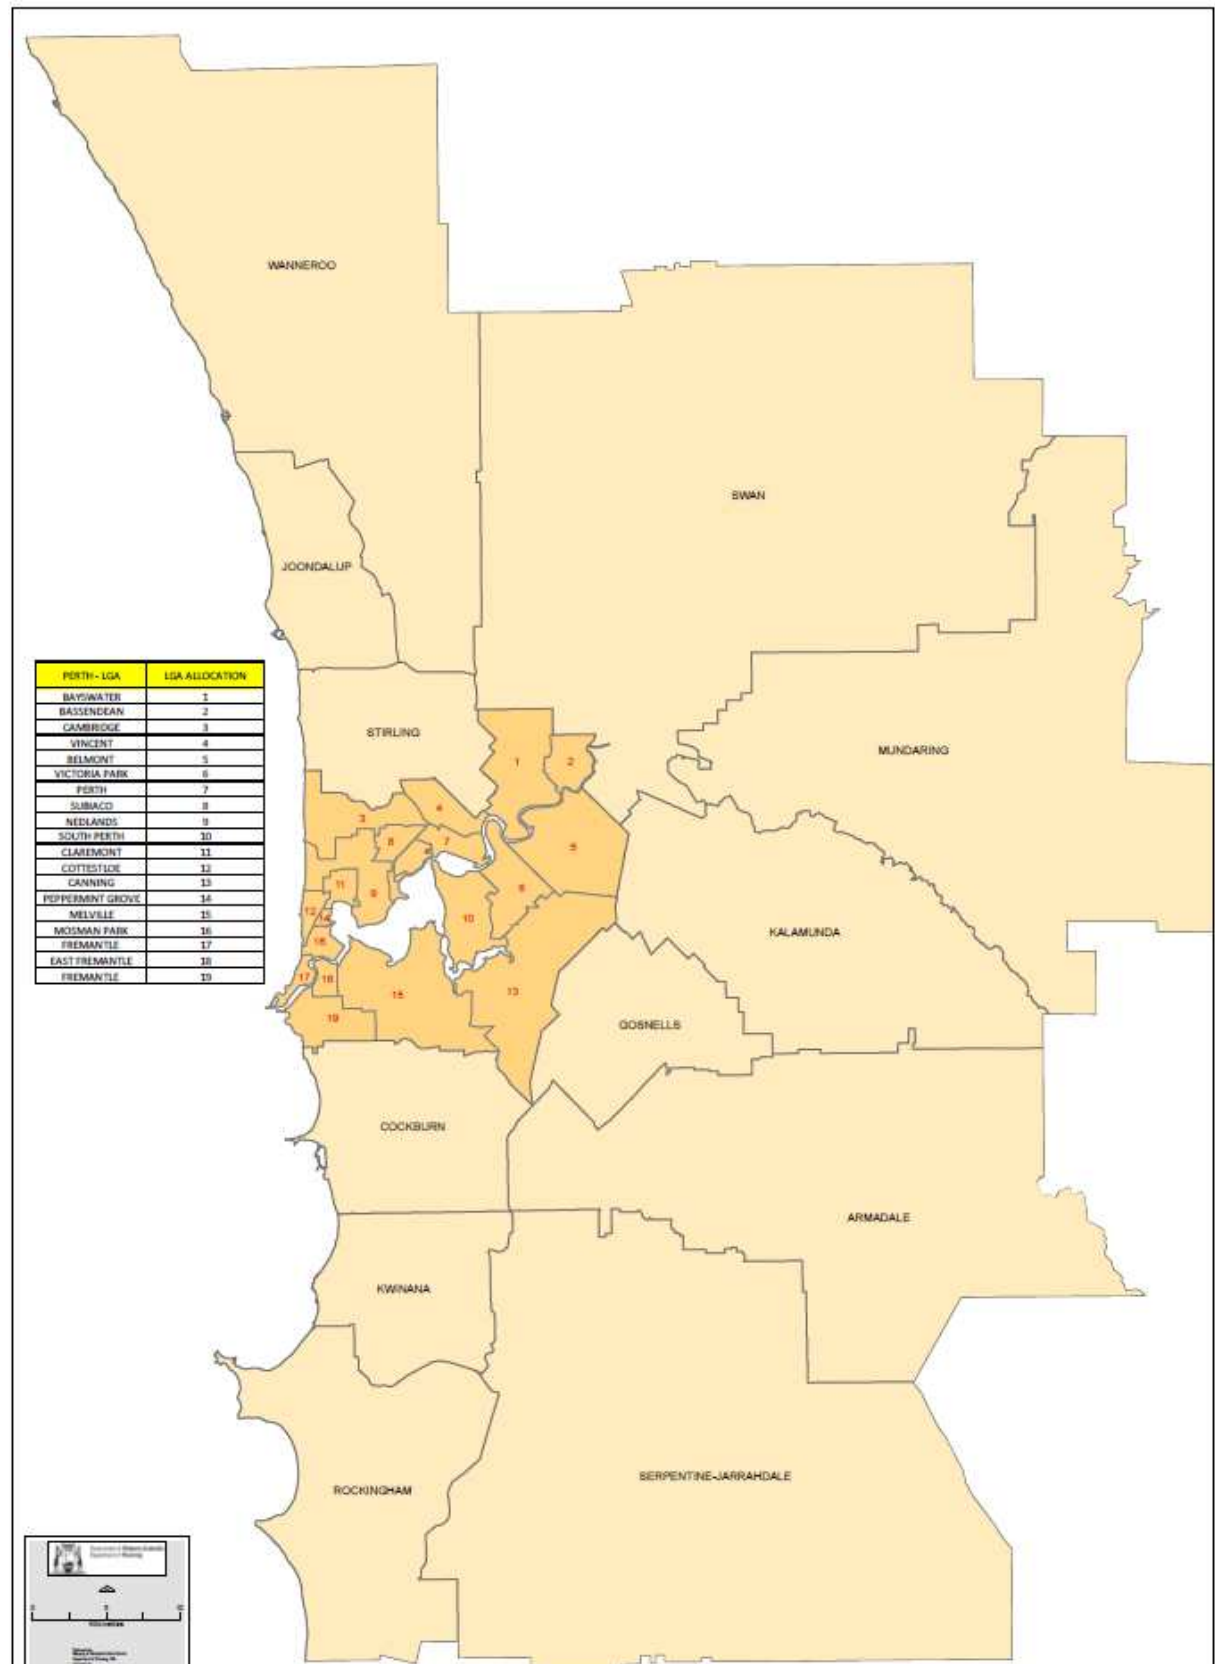 WANNEROO
SWAN
JOONDALUP
PERTH - LGA LGA ALLOCATION
BAYSWATER 1
BASSENDEAN 2
CAMBRIDGE 3
VINCENT 4
BELMONT 5
VICTORIA PARK 6
PERTH 7
SUBIACO 8
NEDLANDS 9
SOUTH PERTH 10
CLAREMONT 11
COTTESTLOE 12
CANNING 13
PEPPERMINT GROVE 14
MELVILLE 15
MOSMAN PARK 16
FREMANTLE 17
EAST FREMANTLE 18
FREMANTLE 19
STIRLING
MUNDARING
1
2
3
4
5
6
7
8
9
10
11
12
14
16
17
18
15
13
19
KALAMUNDA
GOSNELLS
COCKBURN
ARMADALE
KWINANA
SERPENTINE-JARRAHDALE
ROCKINGHAM